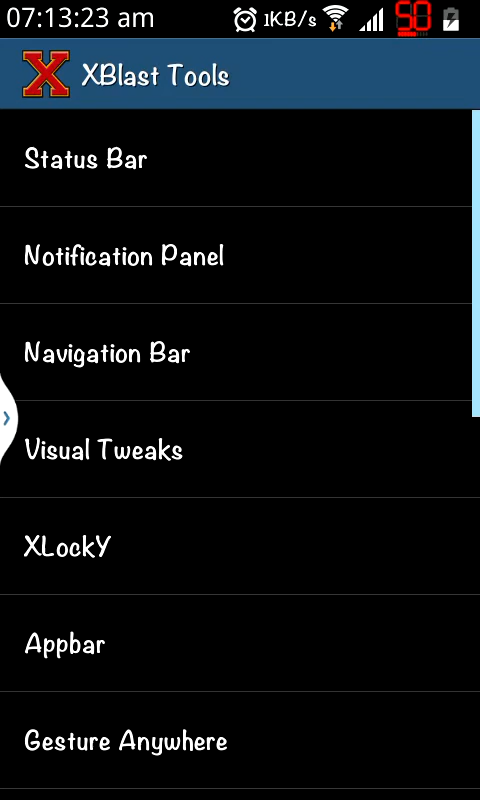 07:13:23 am 1KB/s 50
X XBlast Tools
Status Bar
Notification Panel
Navigation Bar
Visual Tweaks
XLockY
Appbar
Gesture Anywhere